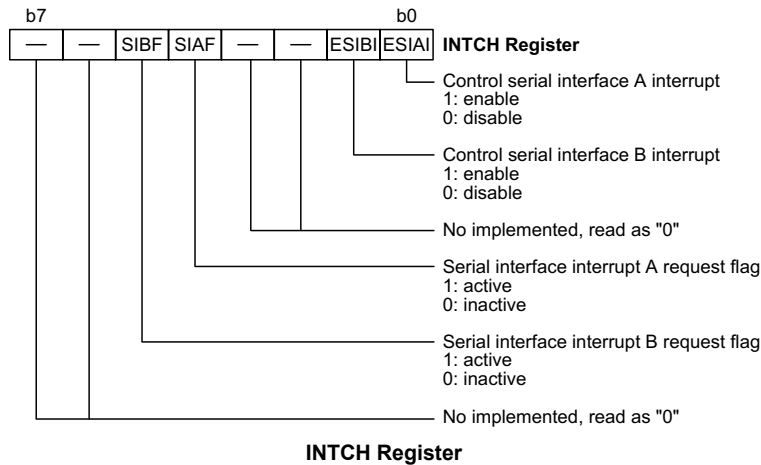 b7 b0
— — SIBF SIAF — — ESIBI ESIAI INTCH Register
Control serial interface A interrupt
1: enable
0: disable
Control serial interface B interrupt
1: enable
0: disable
No implemented, read as "0"
Serial interface interrupt A request flag
1: active
0: inactive
Serial interface interrupt B request flag
1: active
0: inactive
No implemented, read as "0"
INTCH Register